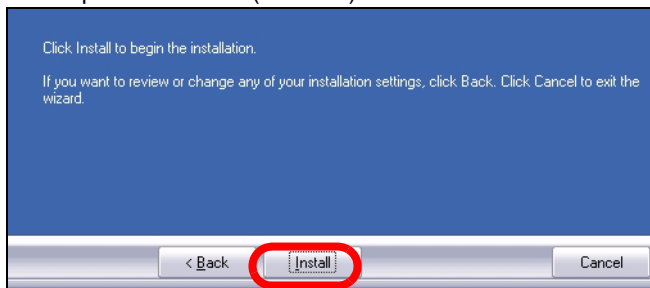 Click Install to begin the installation.
If you want to review or change any of your installation settings, click Back. Click Cancel to exit the
wizard.
< Back
Install
Cancel